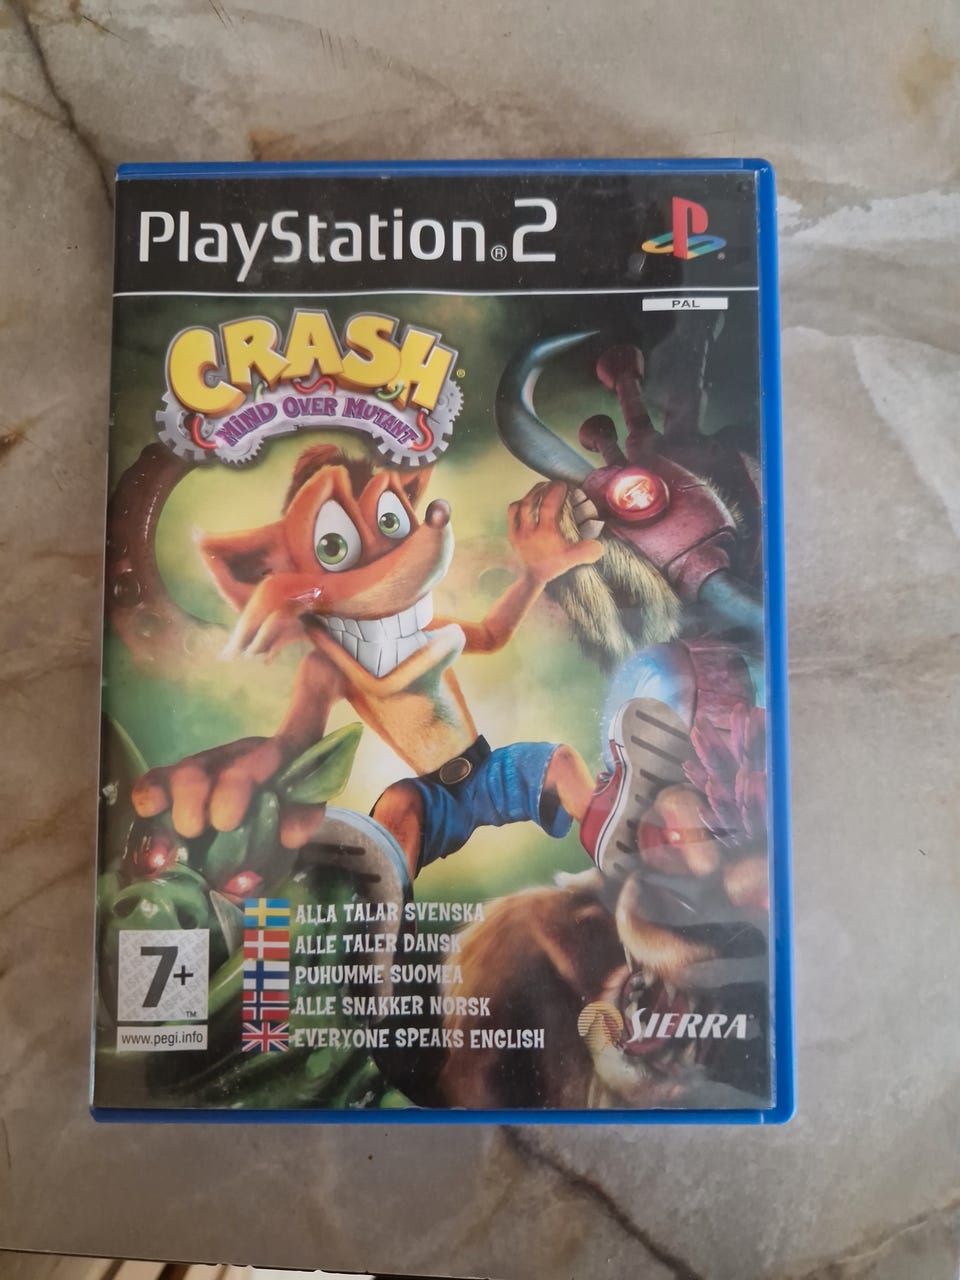 PlayStation®2
PAL
CRASH®
MIND OVER MUTANT
ALLA TALAR SVENSKA
ALLE TALER DANSK
PUHUMME SUOMEA
ALLE SNAKKER NORSK
EVERYONE SPEAKS ENGLISH
7+
TM
www.pegi.info
SIERRA